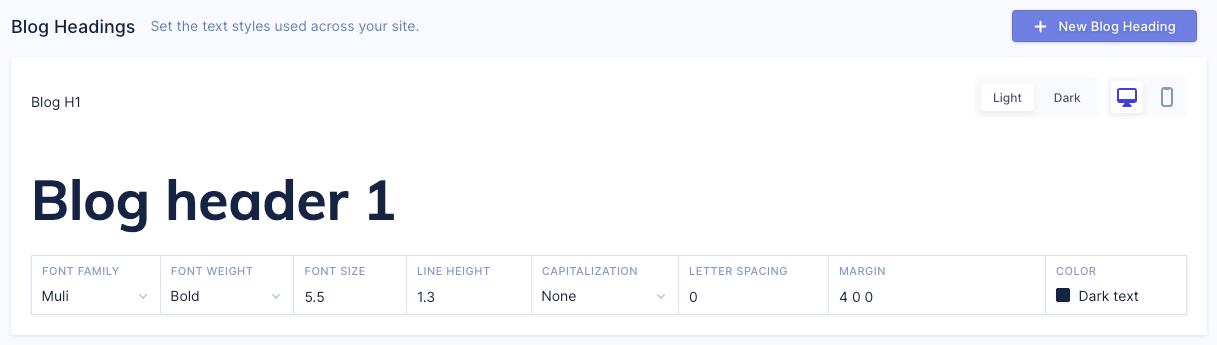 Blog Headings Set the text styles used across your site. + New Blog Heading
Blog H1 Light Dark
Blog header 1
FONT FAMILY FONT WEIGHT FONT SIZE LINE HEIGHT CAPITALIZATION LETTER SPACING MARGIN COLOR
Muli Bold 5.5 1.3 None 0 4 0 0 Dark text